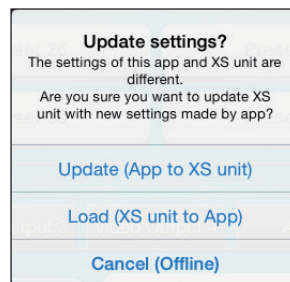 Update settings?
The settings of this app and XS unit are
different.
Are you sure you want to update XS
unit with new settings made by app?
Update (App to XS unit)
Load (XS unit to App)
Cancel (Offline)